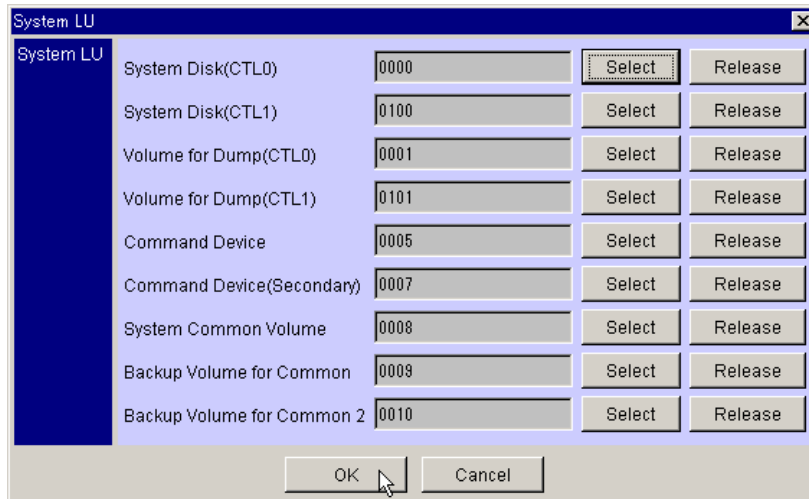 System LU
System LU
System Disk(CTL0) 0000 Select Release
System Disk(CTL1) 0100 Select Release
Volume for Dump(CTL0) 0001 Select Release
Volume for Dump(CTL1) 0101 Select Release
Command Device 0005 Select Release
Command Device(Secondary) 0007 Select Release
System Common Volume 0008 Select Release
Backup Volume for Common 0009 Select Release
Backup Volume for Common 2 0010 Select Release
OK Cancel